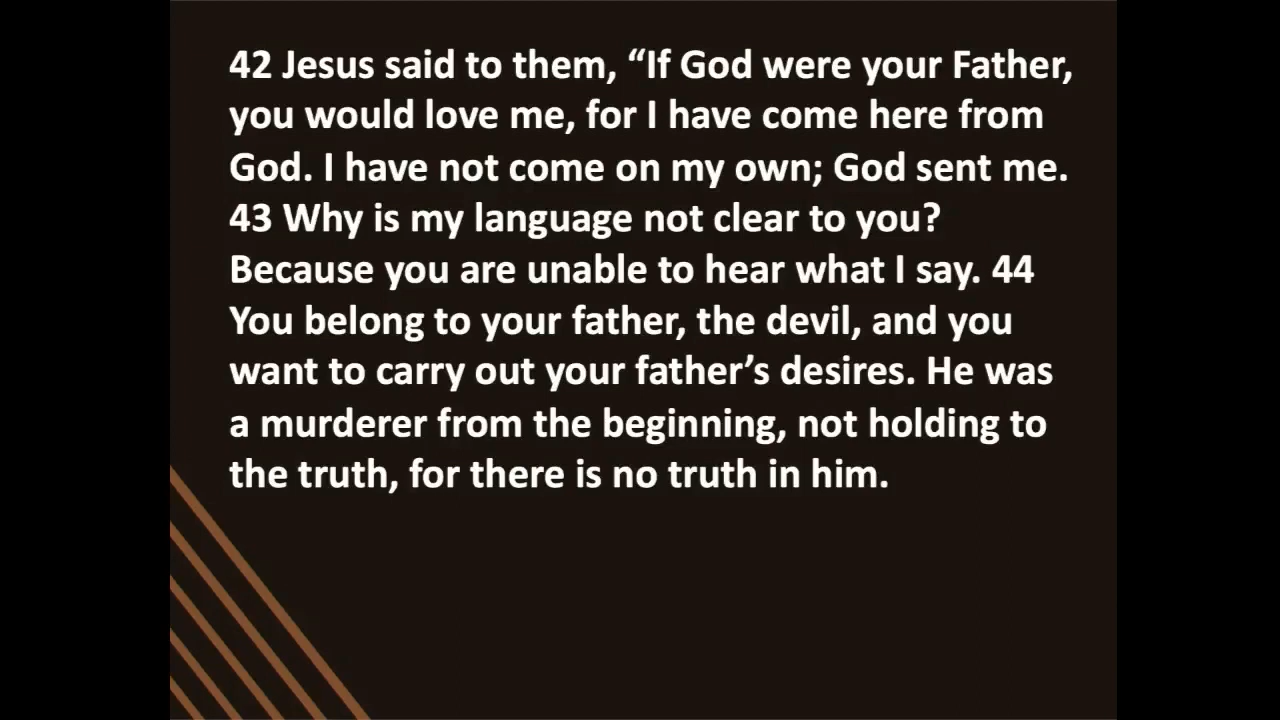 42 Jesus said to them, “If God were your Father,
you would love me, for I have come here from
God. I have not come on my own; God sent me.
43 Why is my language not clear to you?
Because you are unable to hear what I say. 44
You belong to your father, the devil, and you
want to carry out your father’s desires. He was
a murderer from the beginning, not holding to
the truth, for there is no truth in him.